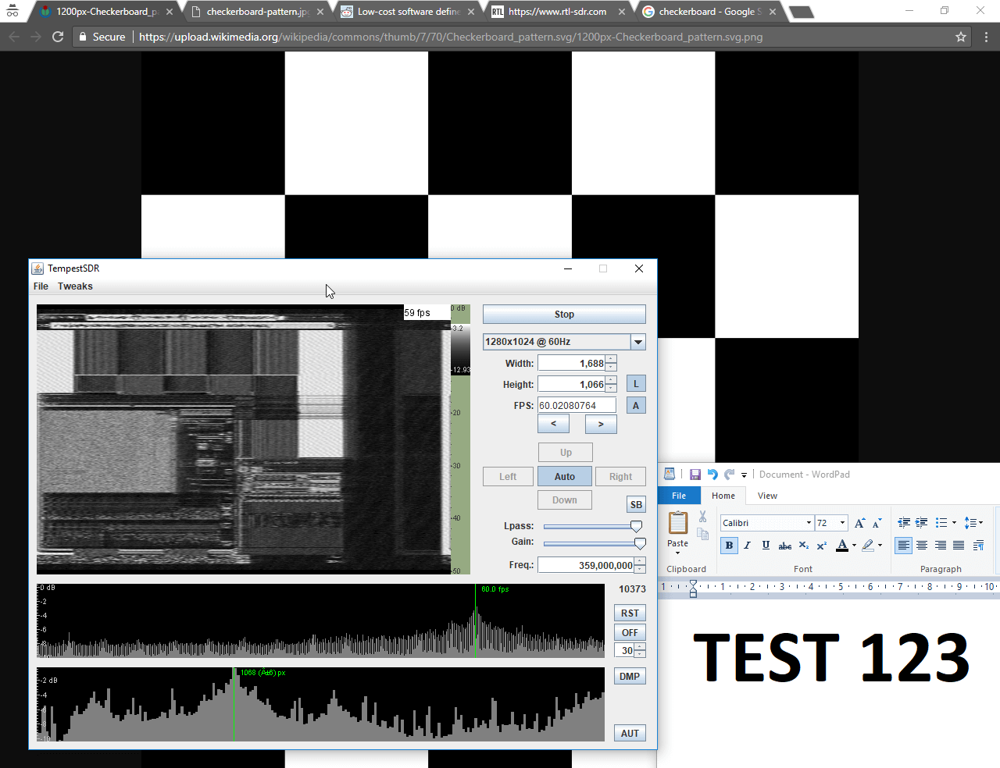 1200px-Checkerboard_pa
checkerboard-pattern.jpg
Low-cost software define
RTL https://www.rtl-sdr.com
checkerboard - Google S
Secure | https://upload.wikimedia.org/wikipedia/commons/thumb/7/70/Checkerboard_pattern.svg/1200px-Checkerboard_pattern.svg.png
TempestSDR
File Tweaks
59 fps
0 dB
-3.2
-12.93
-20
-30
-40
-50
Stop
1280x1024 @ 60Hz
Width: 1,688
Height: 1,066 L
FPS: 60.02080764 A
< >
Up
Left Auto Right
Down
SB
Lpass:
Gain:
Freq.: 359,000,000
0 dB
-2
-4
-6
-8
60.0 fps
10373
RST
OFF
30
-2 dB
-4
-6
-8
-10
1068 (Â±6) px
DMP
AUT
Document - WordPad
File Home View
Paste
Calibri 72 A A
B I U abc X₂ X² A
Clipboard Font Paragraph
1 1 2 3 4 5 6 7 8 9 10
TEST 123